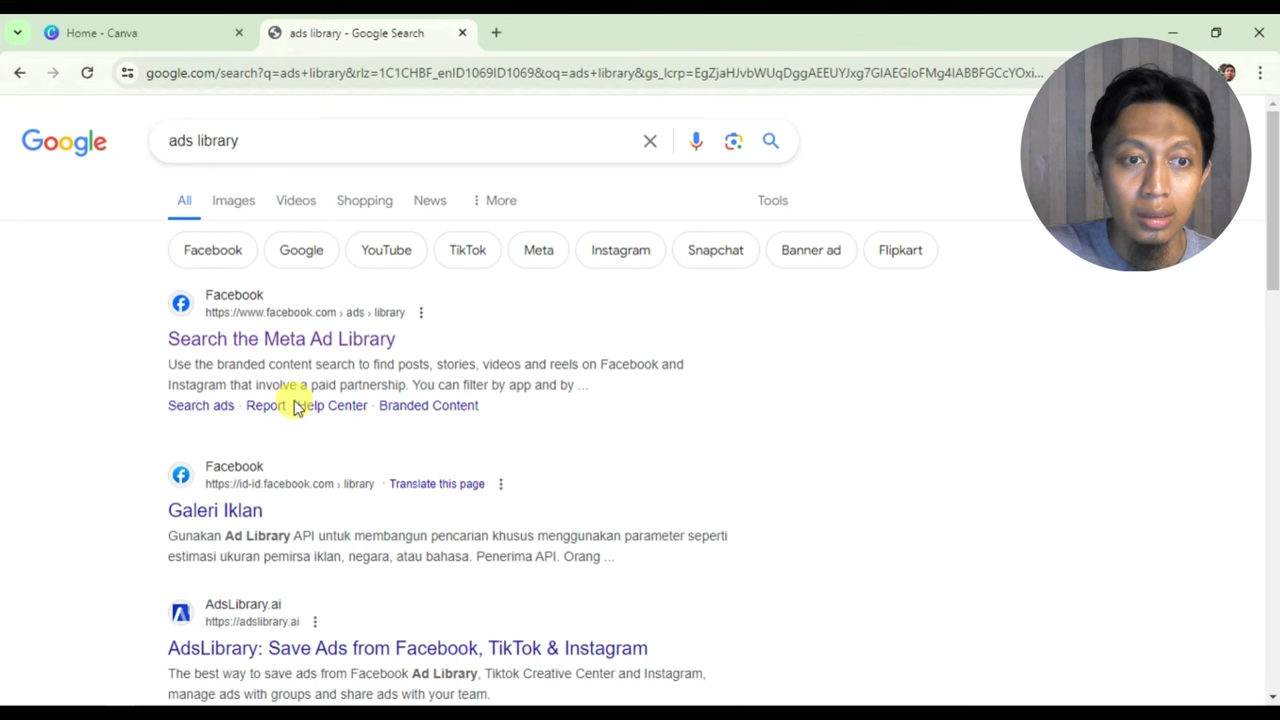 Home - Canva
ads library - Google Search
google.com/search?q=ads+library&rlz=1C1CHBF_enID1069ID1069&oq=ads+library&gs_lcrp=EgZjaHJvbWUqDggAEEUYJxg7GIAEGIoFMg4IABBFGCcYOxi...
Google
ads library
All
Images
Videos
Shopping
News
More
Tools
Facebook
Google
YouTube
TikTok
Meta
Instagram
Snapchat
Banner ad
Flipkart
Facebook
https://www.facebook.com › ads › library
Search the Meta Ad Library
Use the branded content search to find posts, stories, videos and reels on Facebook and
Instagram that involve a paid partnership. You can filter by app and by ...
Search ads · Report · Help Center · Branded Content
Facebook
https://id-id.facebook.com › library · Translate this page
Galeri Iklan
Gunakan Ad Library API untuk membangun pencarian khusus menggunakan parameter seperti
estimasi ukuran pemirsa iklan, negara, atau bahasa. Penerima API. Orang ...
AdsLibrary.ai
https://adslibrary.ai
AdsLibrary: Save Ads from Facebook, TikTok & Instagram
The best way to save ads from Facebook Ad Library, Tiktok Creative Center and Instagram,
manage ads with groups and share ads with your team.